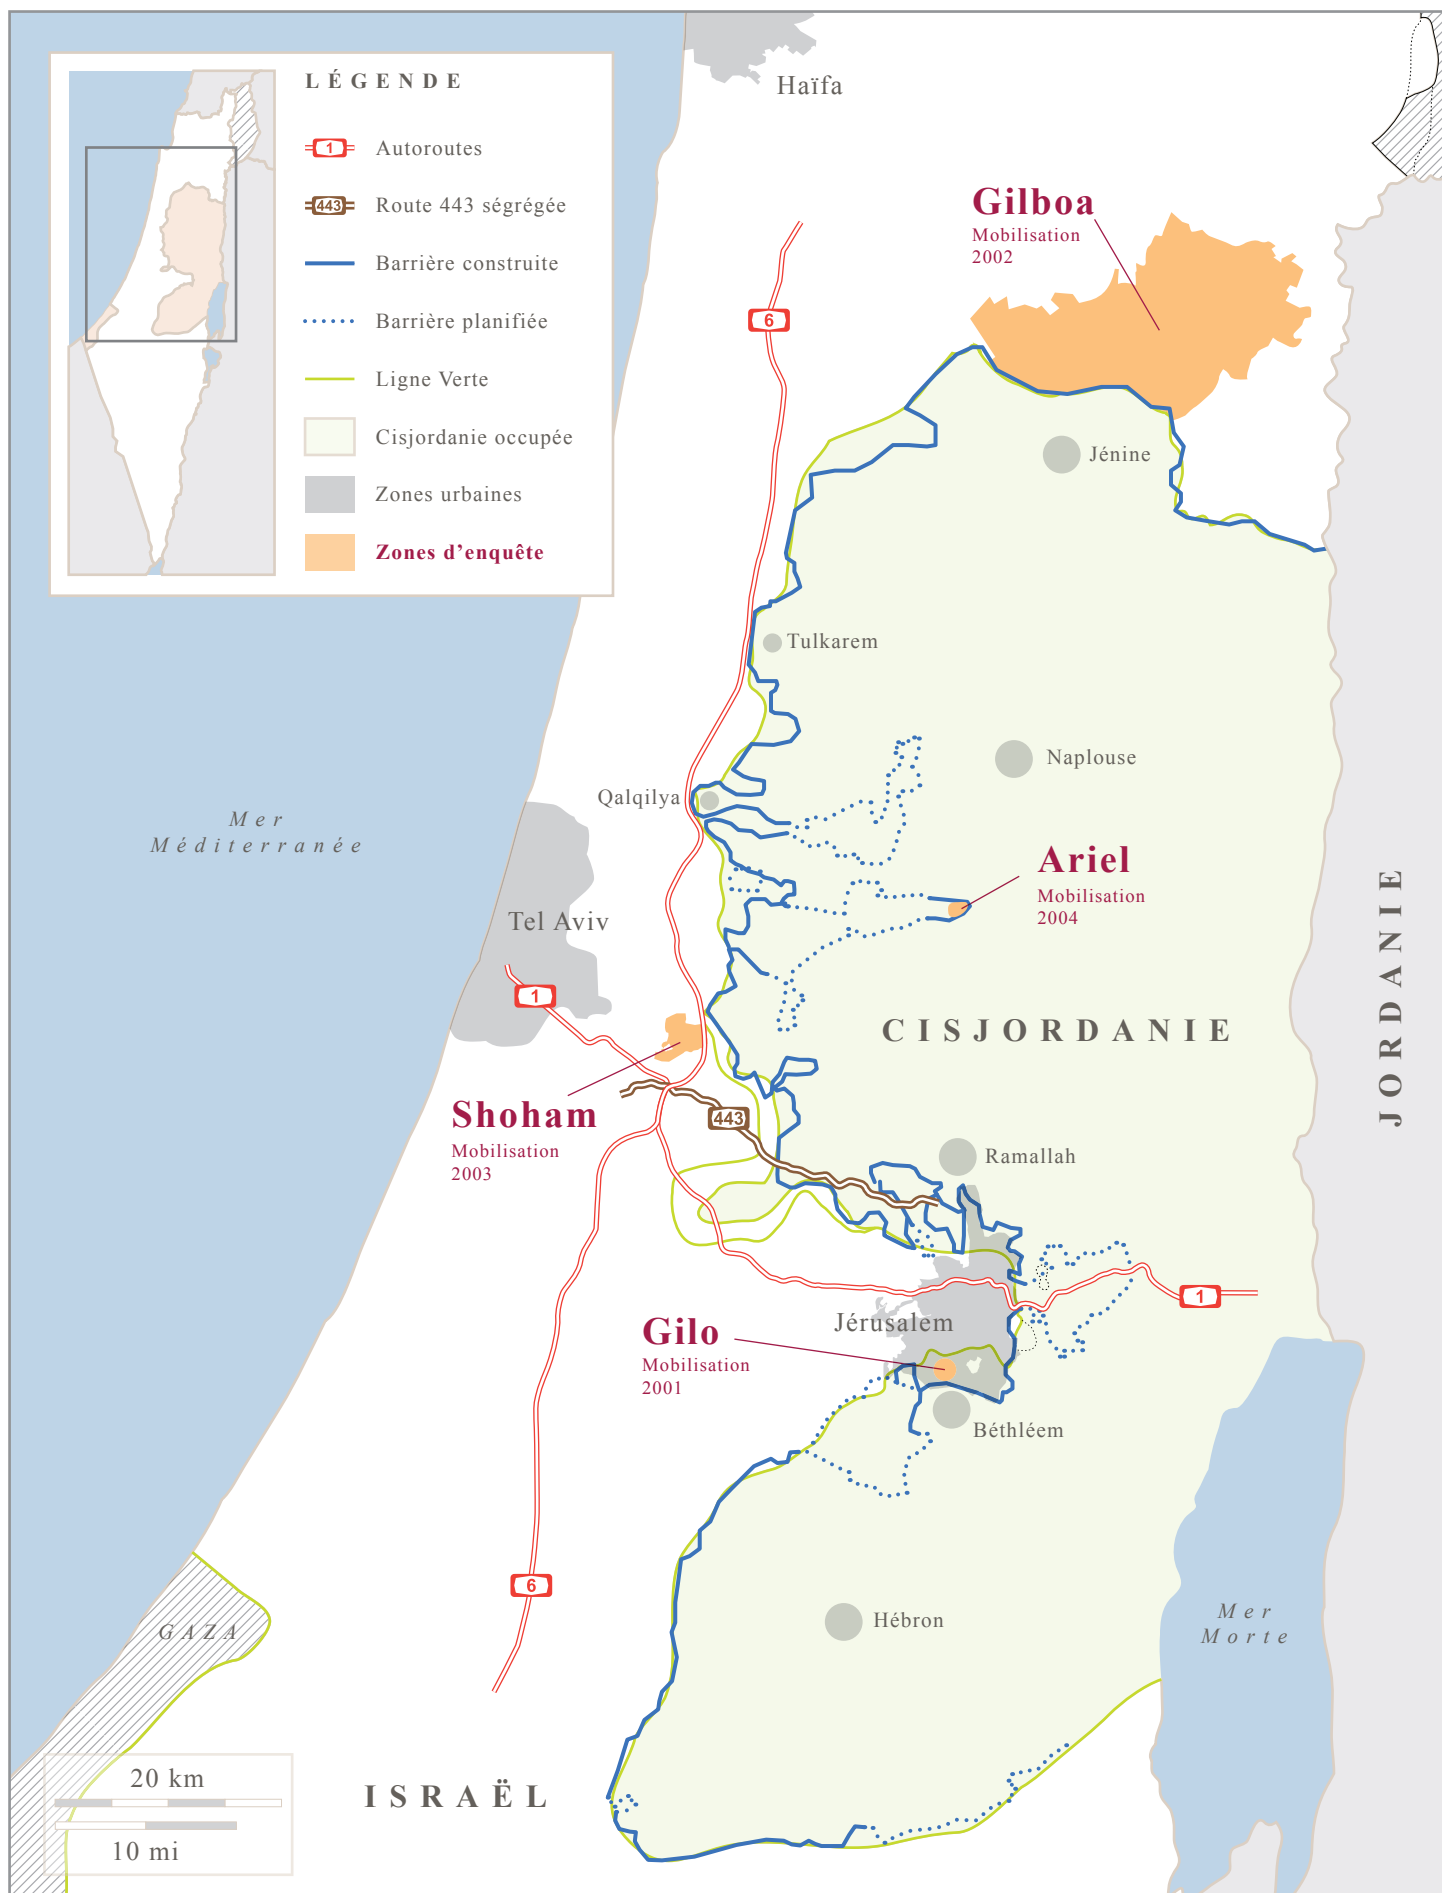 Haïfa
LÉGENDE
1
Autoroutes
443
Route 443 ségrégée
Barrière construite
Barrière planifiée
Ligne Verte
Cisjordanie occupée
Zones urbaines
Zones d'enquête
Gilboa
Mobilisation
2002
6
Jénine
Tulkarem
Naplouse
Qalqilya
Mer
Méditerranée
Ariel
Mobilisation
2004
Tel Aviv
1
CISJORDANIE
JORDANIE
Shoham
Mobilisation
2003
443
Ramallah
1
Jérusalem
Gilo
Mobilisation
2001
Béthléem
6
Hébron
Mer
Morte
GAZA
ISRAËL
20 km
10 mi